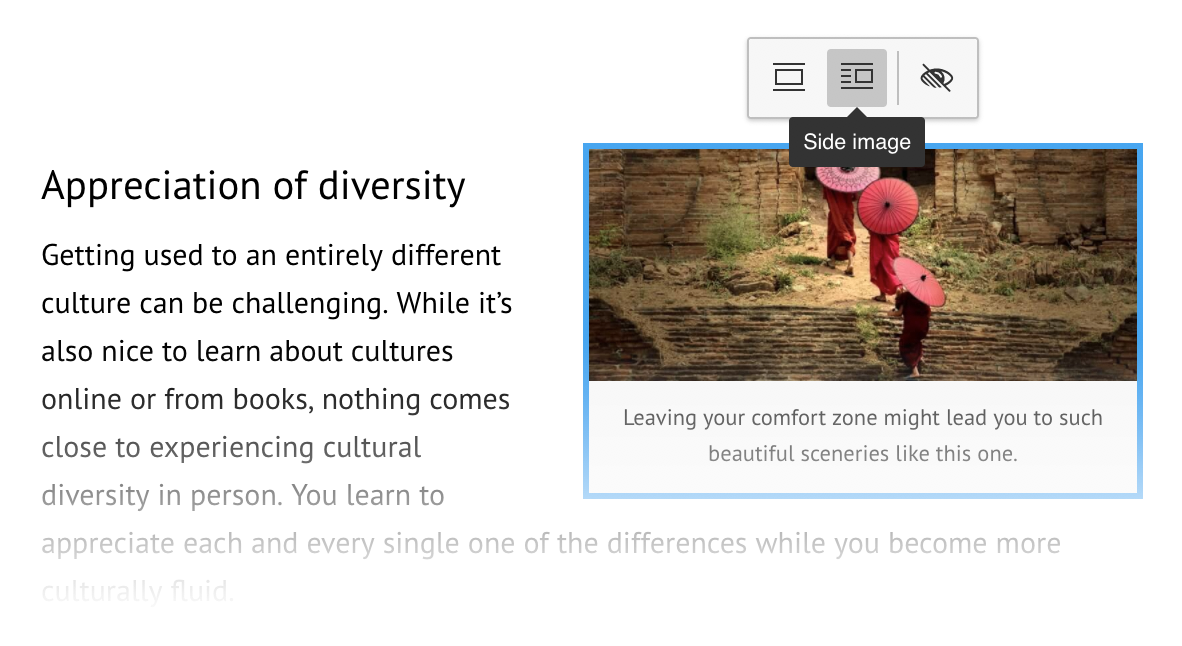 Side image
Appreciation of diversity
Getting used to an entirely different
culture can be challenging. While it’s
also nice to learn about cultures
online or from books, nothing comes
close to experiencing cultural
diversity in person. You learn to
appreciate each and every single one of the differences while you become more
culturally fluid.
Leaving your comfort zone might lead you to such
beautiful sceneries like this one.